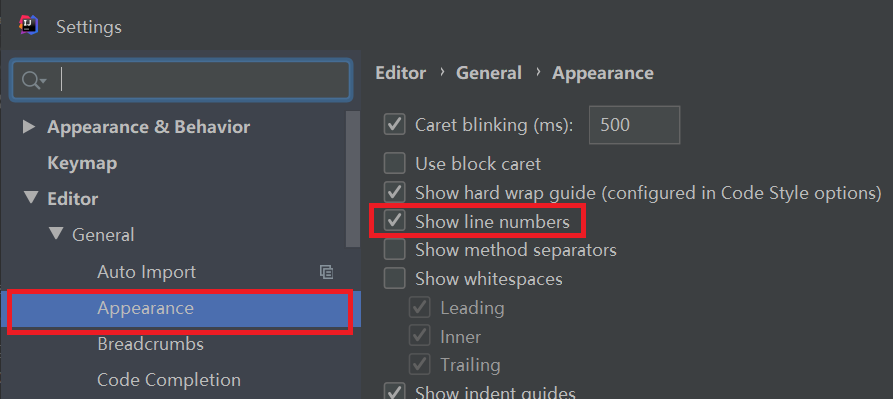 Settings
Appearance & Behavior
Keymap
Editor
General
Auto Import
Appearance
Breadcrumbs
Code Completion
Editor › General › Appearance
Caret blinking (ms): 500
Use block caret
Show hard wrap guide (configured in Code Style options)
Show line numbers
Show method separators
Show whitespaces
Leading
Inner
Trailing
Show indent guides